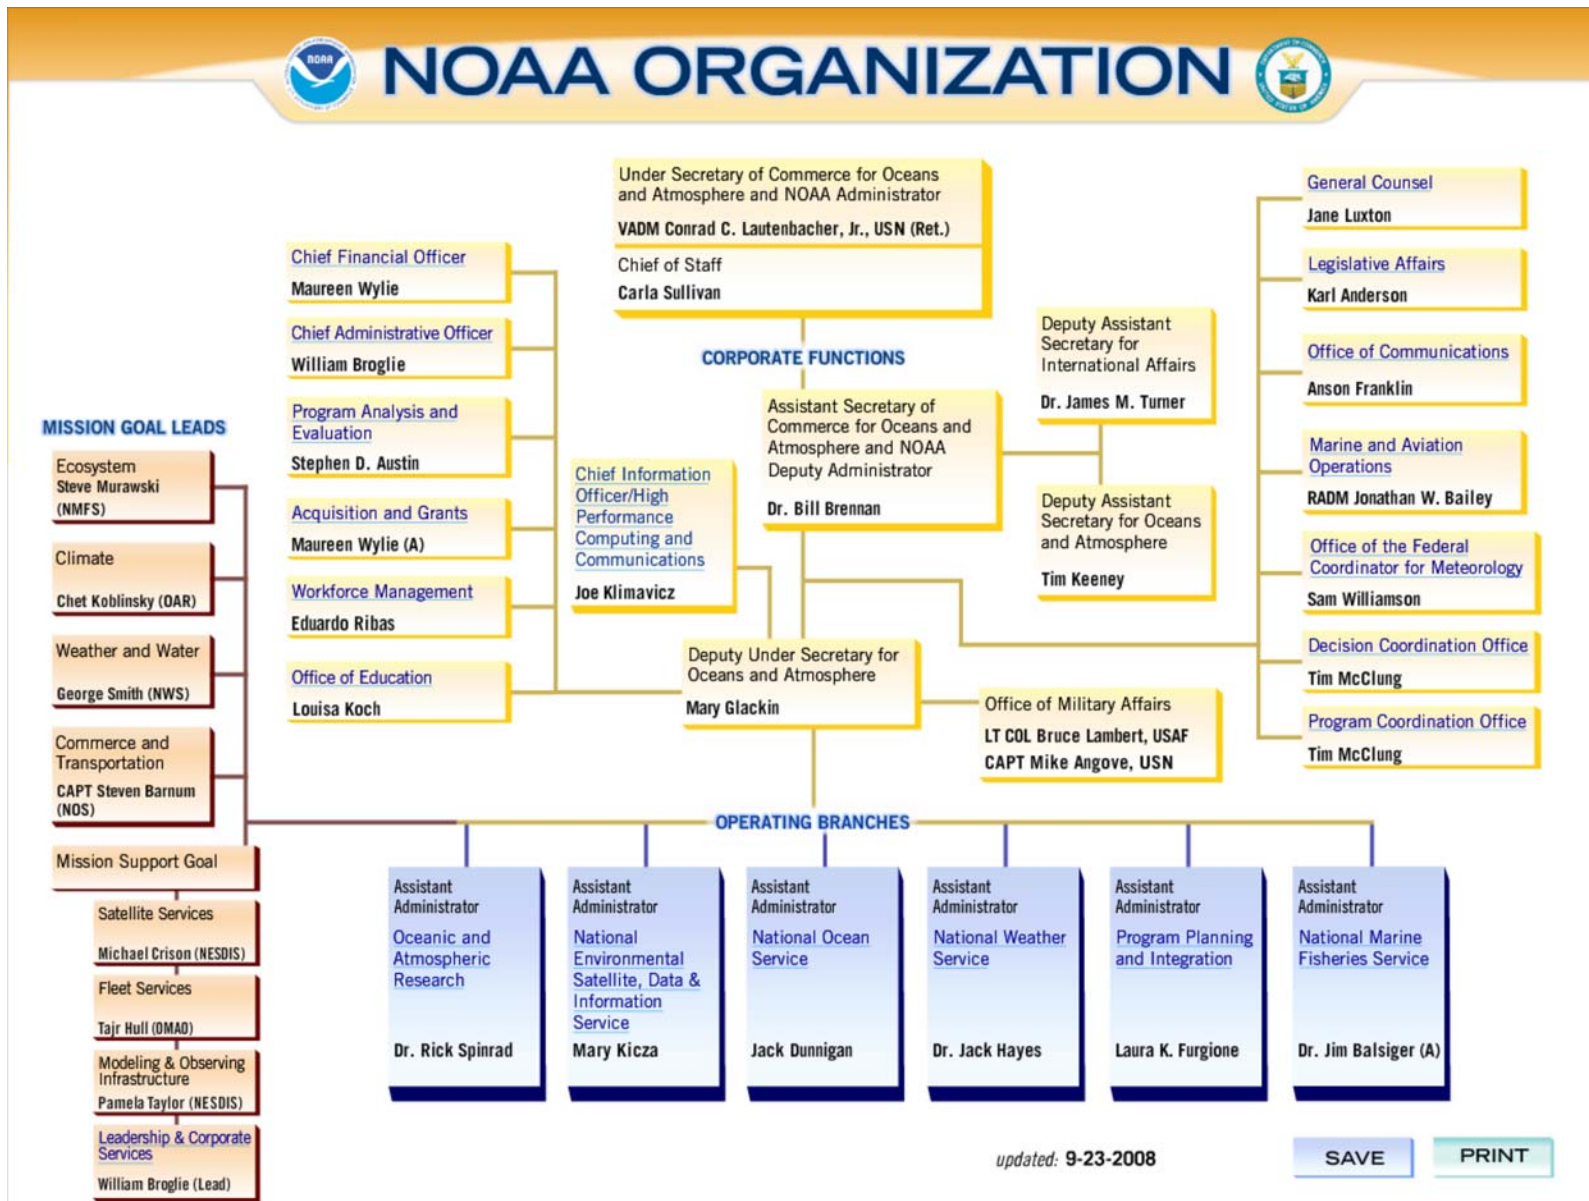 NOAA
NOAA ORGANIZATION
Under Secretary of Commerce for Oceans
and Atmosphere and NOAA Administrator
VADM Conrad C. Lautenbacher, Jr., USN (Ret.)
Chief of Staff
Carla Sullivan
CORPORATE FUNCTIONS
Chief Financial Officer
Maureen Wylie
Chief Administrative Officer
William Broglie
Program Analysis and
Evaluation
Stephen D. Austin
Acquisition and Grants
Maureen Wylie (A)
Workforce Management
Eduardo Ribas
Office of Education
Louisa Koch
Chief Information
Officer/High
Performance
Computing and
Communications
Joe Klimavicz
Assistant Secretary of
Commerce for Oceans and
Atmosphere and NOAA
Deputy Administrator
Dr. Bill Brennan
Deputy Assistant
Secretary for
International Affairs
Dr. James M. Turner
Deputy Assistant
Secretary for Oceans
and Atmosphere
Tim Keeney
Deputy Under Secretary for
Oceans and Atmosphere
Mary Glackin
Office of Military Affairs
LT COL Bruce Lambert, USAF
CAPT Mike Angove, USN
General Counsel
Jane Luxton
Legislative Affairs
Karl Anderson
Office of Communications
Anson Franklin
Marine and Aviation
Operations
RADM Jonathan W. Bailey
Office of the Federal
Coordinator for Meteorology
Sam Williamson
Decision Coordination Office
Tim McClung
Program Coordination Office
Tim McClung
MISSION GOAL LEADS
Ecosystem
Steve Murawski
(NMFS)
Climate
Chet Koblinsky (OAR)
Weather and Water
George Smith (NWS)
Commerce and
Transportation
CAPT Steven Barnum
(NOS)
Mission Support Goal
Satellite Services
Michael Crison (NESDIS)
Fleet Services
Tajr Hull (OMAO)
Modeling & Observing
Infrastructure
Pamela Taylor (NESDIS)
Leadership & Corporate
Services
William Broglie (Lead)
OPERATING BRANCHES
Assistant
Administrator
Oceanic and
Atmospheric
Research
Dr. Rick Spinrad
Assistant
Administrator
National
Environmental
Satellite, Data &
Information
Service
Mary Kicza
Assistant
Administrator
National Ocean
Service
Jack Dunnigan
Assistant
Administrator
National Weather
Service
Dr. Jack Hayes
Assistant
Administrator
Program Planning
and Integration
Laura K. Furgione
Assistant
Administrator
National Marine
Fisheries Service
Dr. Jim Balsiger (A)
updated: 9-23-2008
SAVE
PRINT